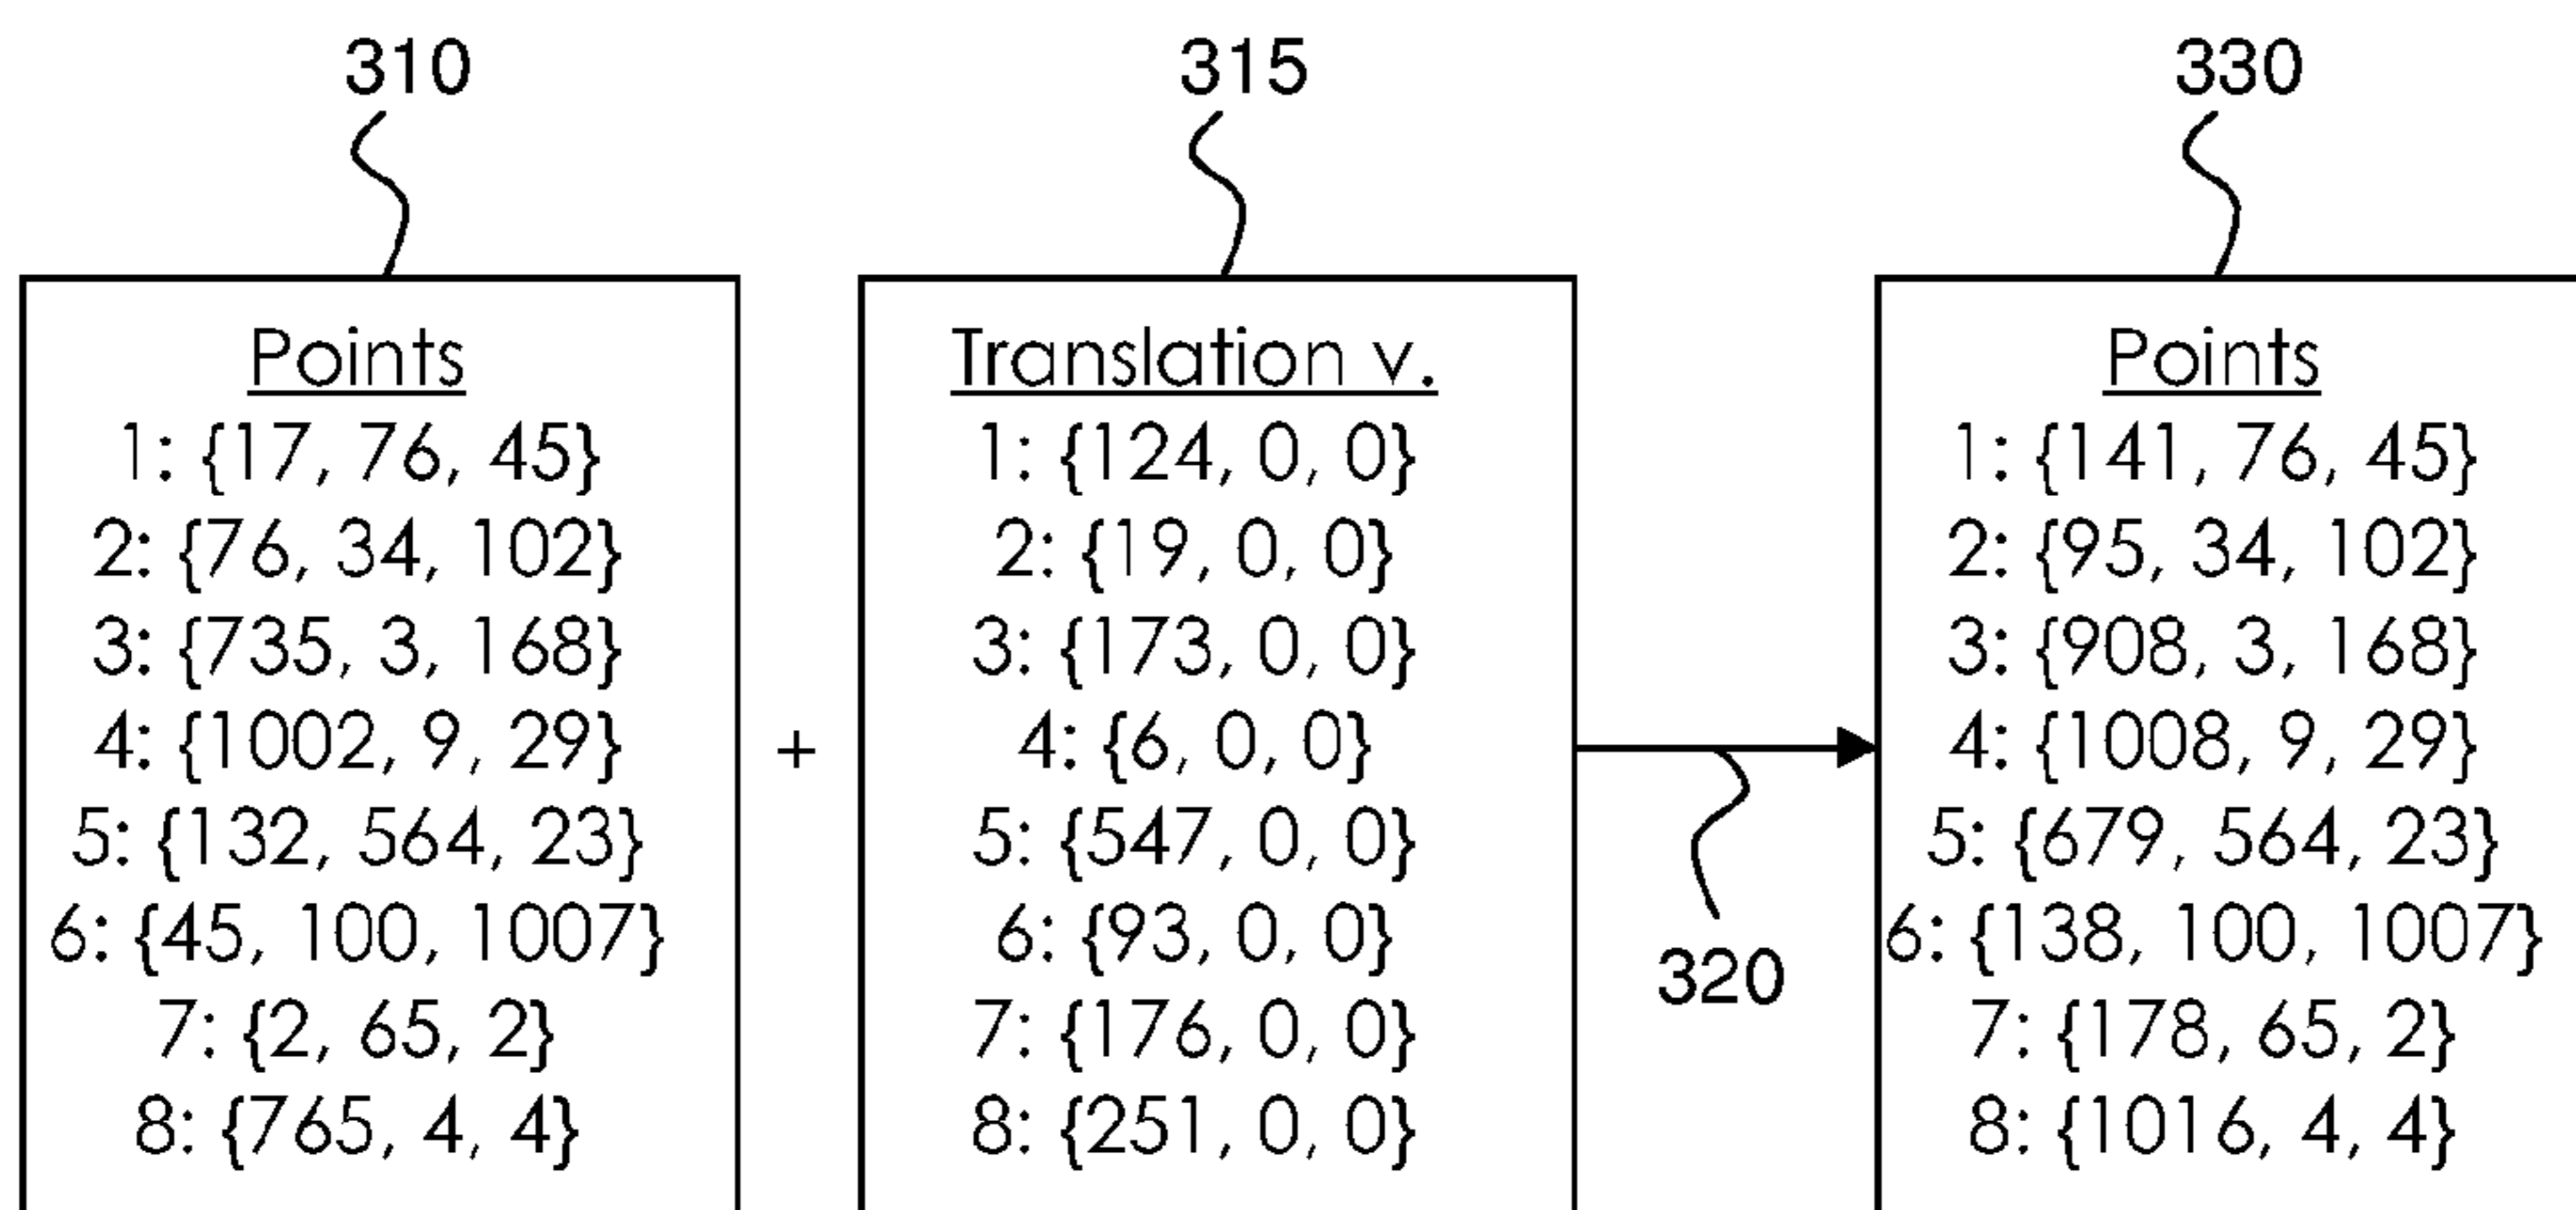 310
315
330
Points
1: {17, 76, 45}
2: {76, 34, 102}
3: {735, 3, 168}
4: {1002, 9, 29}
5: {132, 564, 23}
6: {45, 100, 1007}
7: {2, 65, 2}
8: {765, 4, 4}
+
Translation v.
1: {124, 0, 0}
2: {19, 0, 0}
3: {173, 0, 0}
4: {6, 0, 0}
5: {547, 0, 0}
6: {93, 0, 0}
7: {176, 0, 0}
8: {251, 0, 0}
320
Points
1: {141, 76, 45}
2: {95, 34, 102}
3: {908, 3, 168}
4: {1008, 9, 29}
5: {679, 564, 23}
6: {138, 100, 1007}
7: {178, 65, 2}
8: {1016, 4, 4}